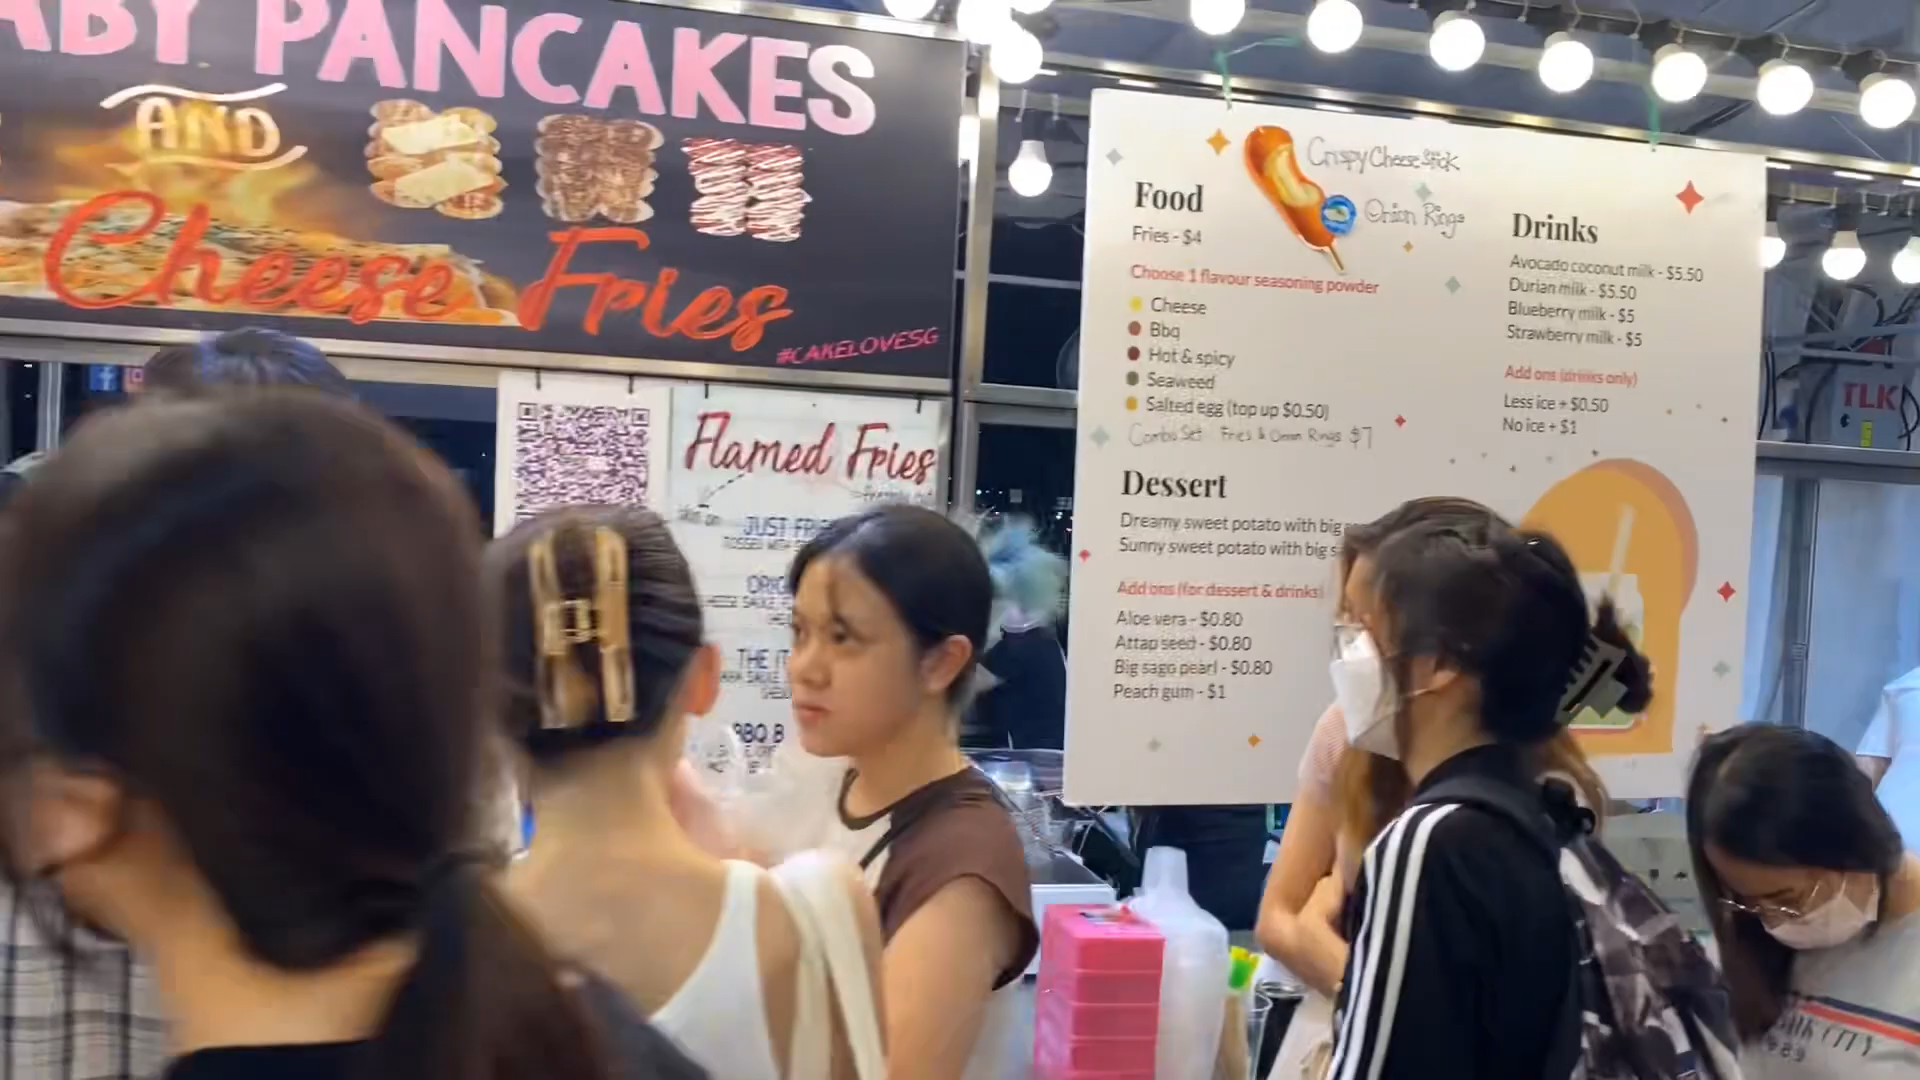 ABY PANCAKES
AND
Cheese Fries
#CAKELOVESG
Flamed Fries
JUST
THE
BBQ B
Crispy Cheese Stick
Onion Rings
Food
Fries - $4
Choose 1 flavour seasoning powder
Cheese
Bbq
Hot & spicy
Seaweed
Salted egg (top up $0.50)
Combo Set Fries & Onion Rings $7
Dessert
Dreamy sweet potato with big
Sunny sweet potato with big
Add ons (for dessert & drinks)
Aloe vera - $0.80
Attap seed - $0.80
Big sago pearl - $0.80
Peach gum - $1
Drinks
Avocado coconut milk - $5.50
Durian milk - $5.50
Blueberry milk - $5
Strawberry milk - $5
Add ons (drinks only)
Less ice + $0.50
No ice + $1
TLK